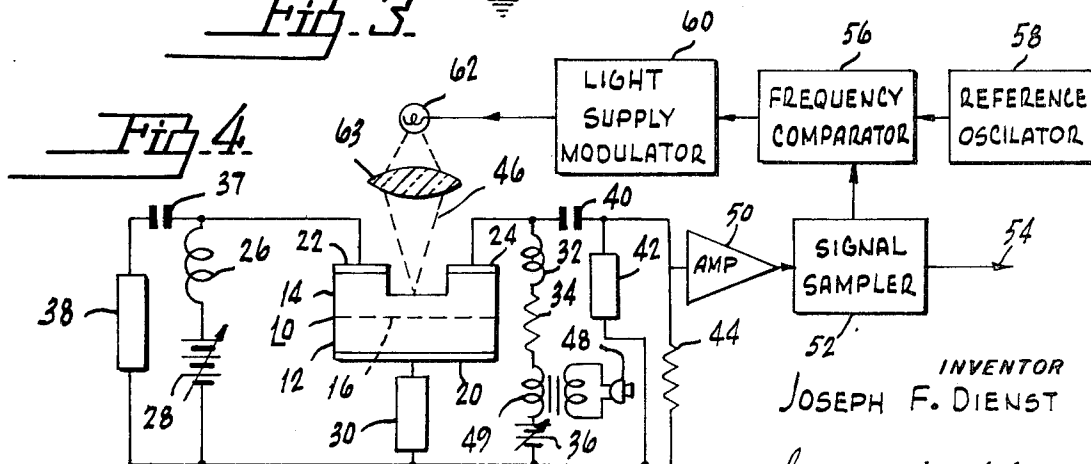 Fig. 3.
Fig. 4.
62
60
56
58
LIGHT
SUPPLY
MODULATOR
FREQUENCY
COMPARATOR
REFERENCE
OSCILATOR
63
46
37
40
50
54
22
24
26
32
42
AMP
SIGNAL
SAMPLER
14
34
38
10
48
44
52
12
16
20
28
30
49
36
INVENTOR
JOSEPH F. DIENST